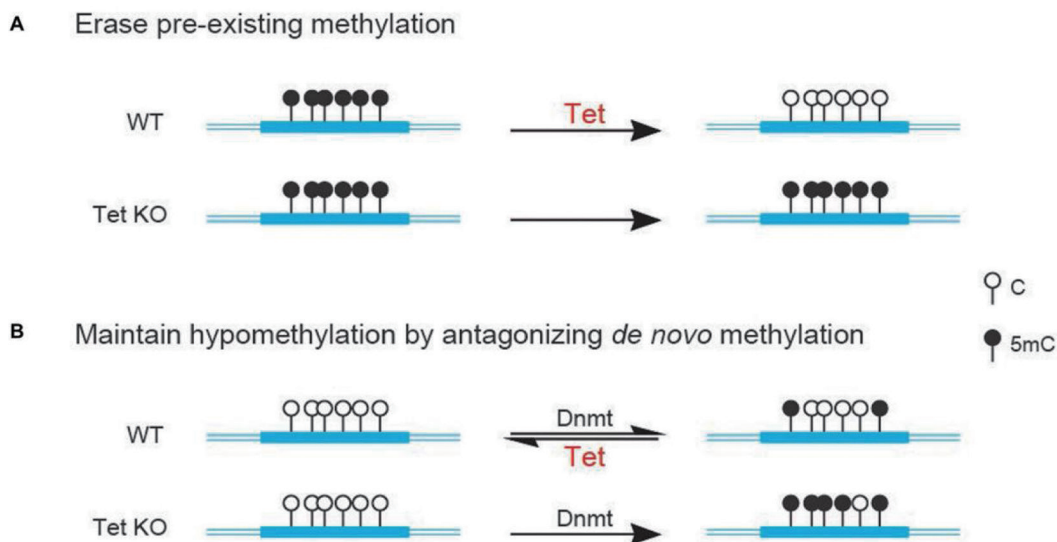 A Erase pre-existing methylation
WT
Tet
Tet KO
C
5mC
B Maintain hypomethylation by antagonizing de novo methylation
WT
Dnmt
Tet
Tet KO
Dnmt